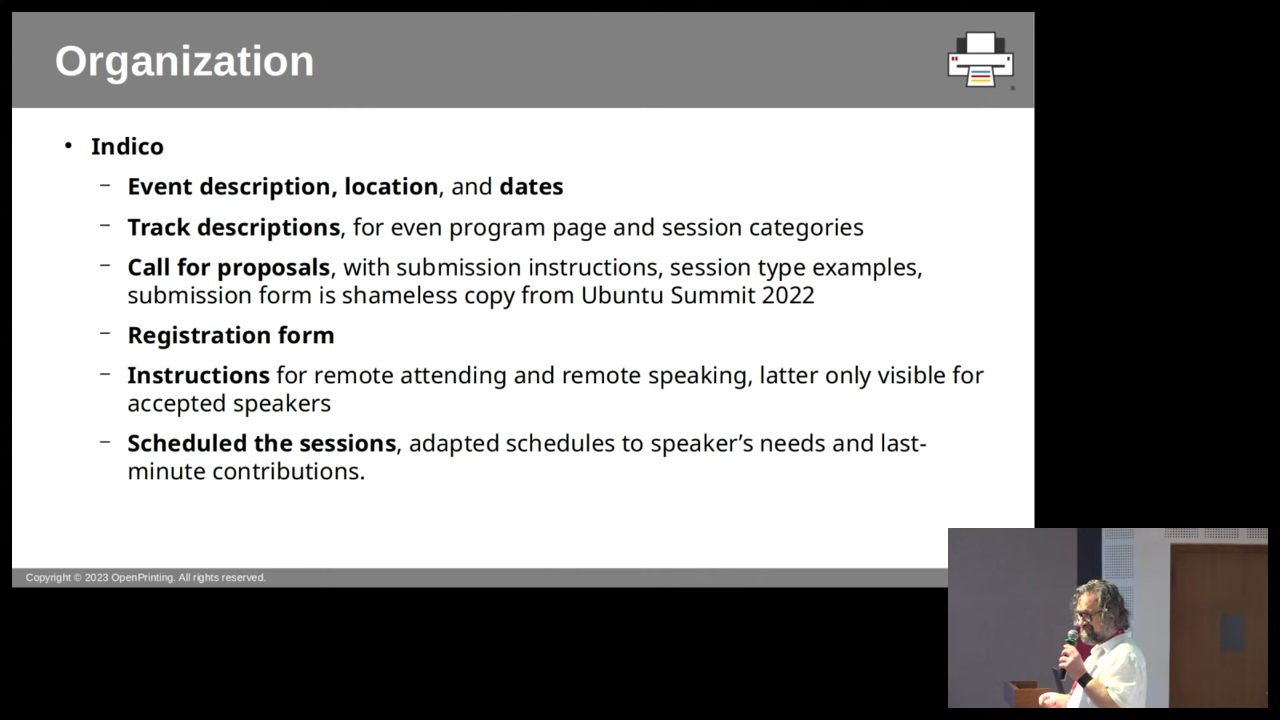 Organization
• Indico
– Event description, location, and dates
– Track descriptions, for even program page and session categories
– Call for proposals, with submission instructions, session type examples,
submission form is shameless copy from Ubuntu Summit 2022
– Registration form
– Instructions for remote attending and remote speaking, latter only visible for
accepted speakers
– Scheduled the sessions, adapted schedules to speaker’s needs and last-
minute contributions.
Copyright © 2023 OpenPrinting. All rights reserved.